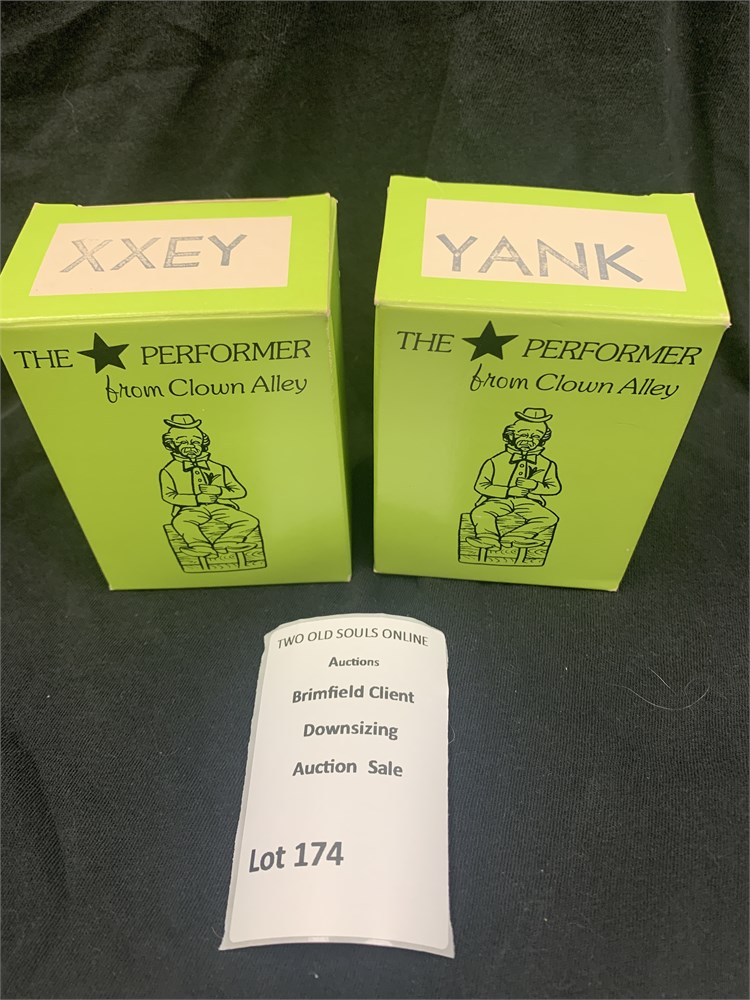 XXEY
THE ★ PERFORMER
from Clown Alley
YANK
THE ★ PERFORMER
from Clown Alley
TWO OLD SOULS ONLINE
Auctions
Brimfield Client
Downsizing
Auction Sale
Lot 174